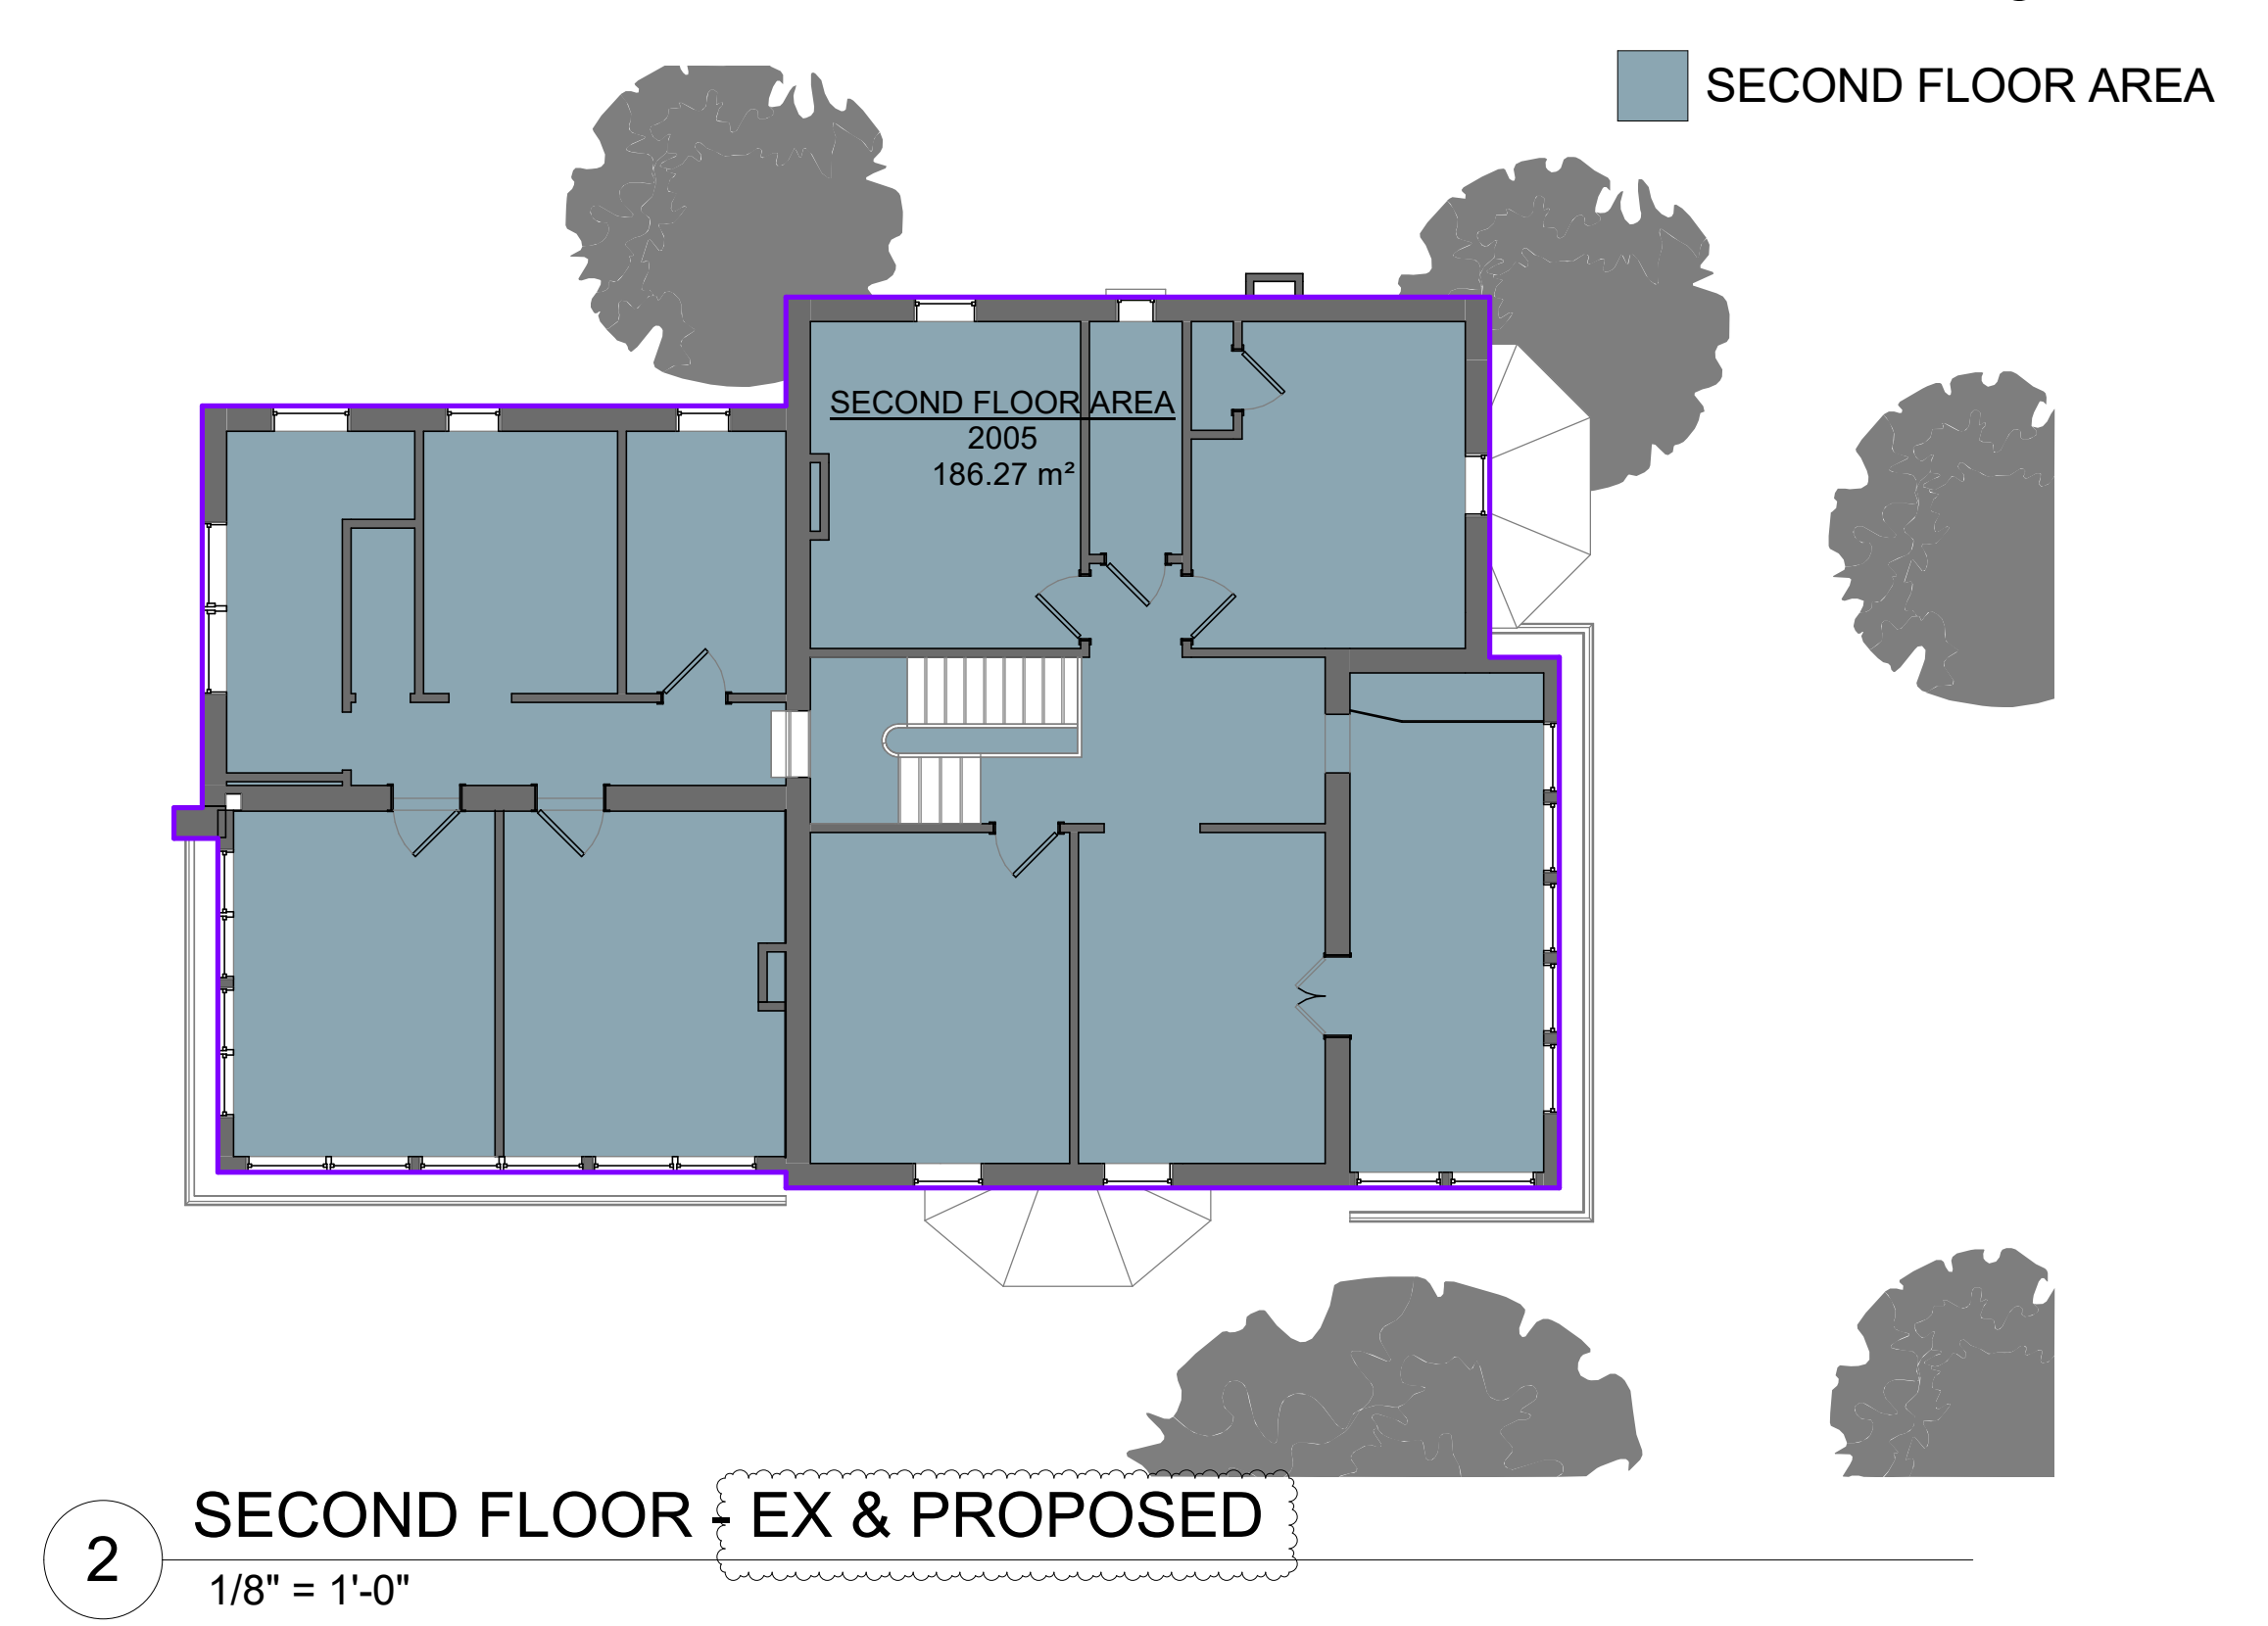 SECOND FLOOR AREA
SECOND FLOOR AREA
2005
186.27 m²
SECOND FLOOR - EX & PROPOSED
2
1/8" = 1'-0"